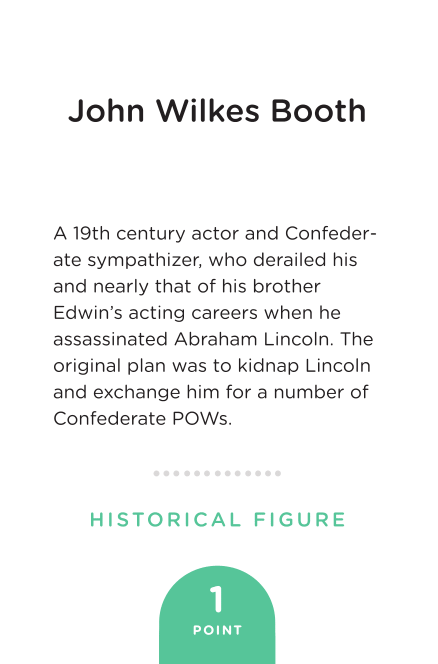 John Wilkes Booth
A 19th century actor and Confeder-
ate sympathizer, who derailed his
and nearly that of his brother
Edwin’s acting careers when he
assassinated Abraham Lincoln. The
original plan was to kidnap Lincoln
and exchange him for a number of
Confederate POWs.
HISTORICAL FIGURE
1
POINT